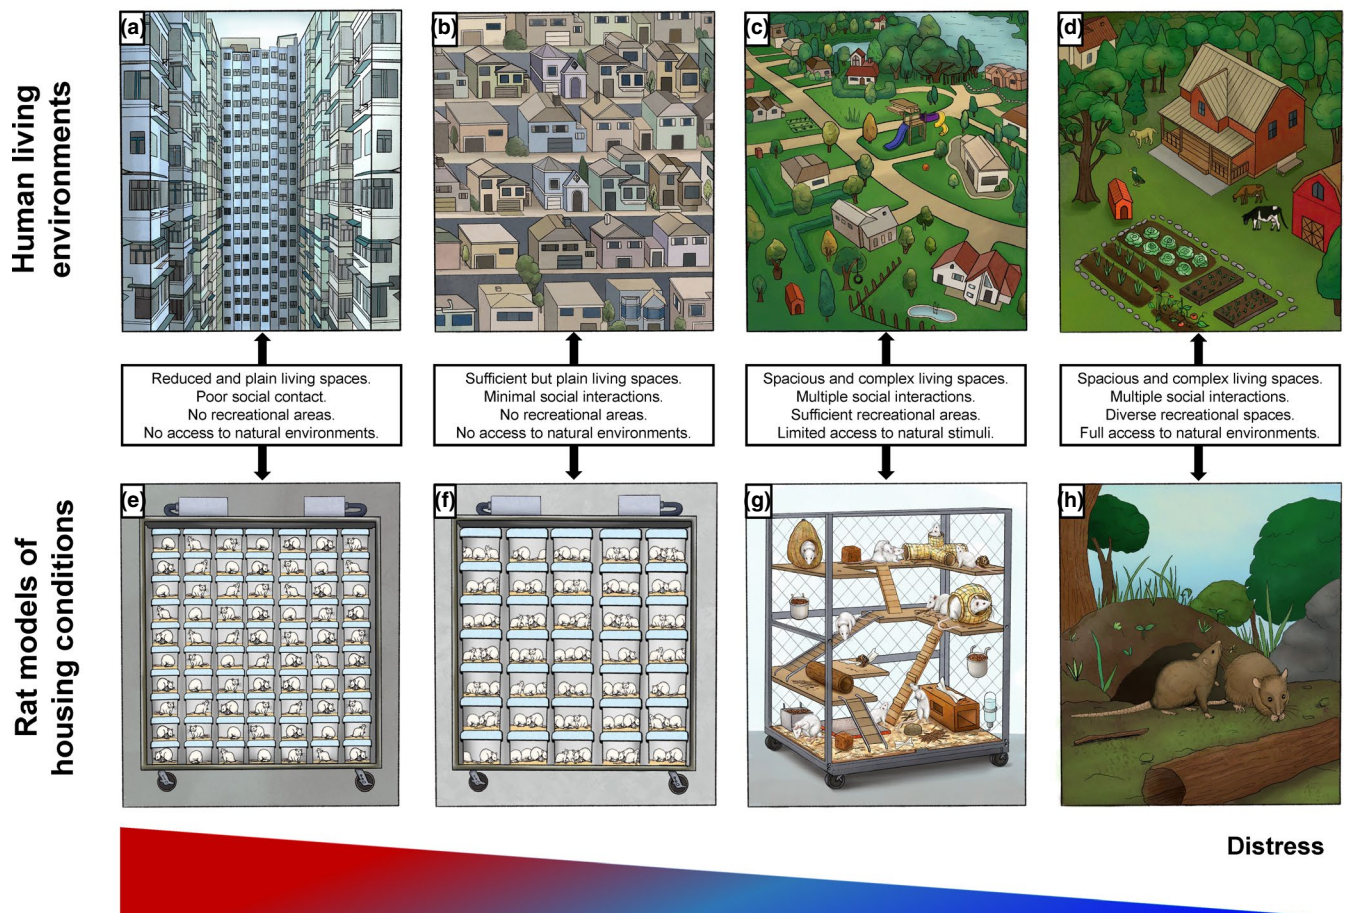 Human living
environments
(a)
(b)
(c)
(d)
Reduced and plain living spaces.
Poor social contact.
No recreational areas.
No access to natural environments.
Sufficient but plain living spaces.
Minimal social interactions.
No recreational areas.
No access to natural environments.
Spacious and complex living spaces.
Multiple social interactions.
Sufficient recreational areas.
Limited access to natural stimuli.
Spacious and complex living spaces.
Multiple social interactions.
Diverse recreational spaces.
Full access to natural environments.
Rat models of
housing conditions
(e)
(f)
(g)
(h)
Distress